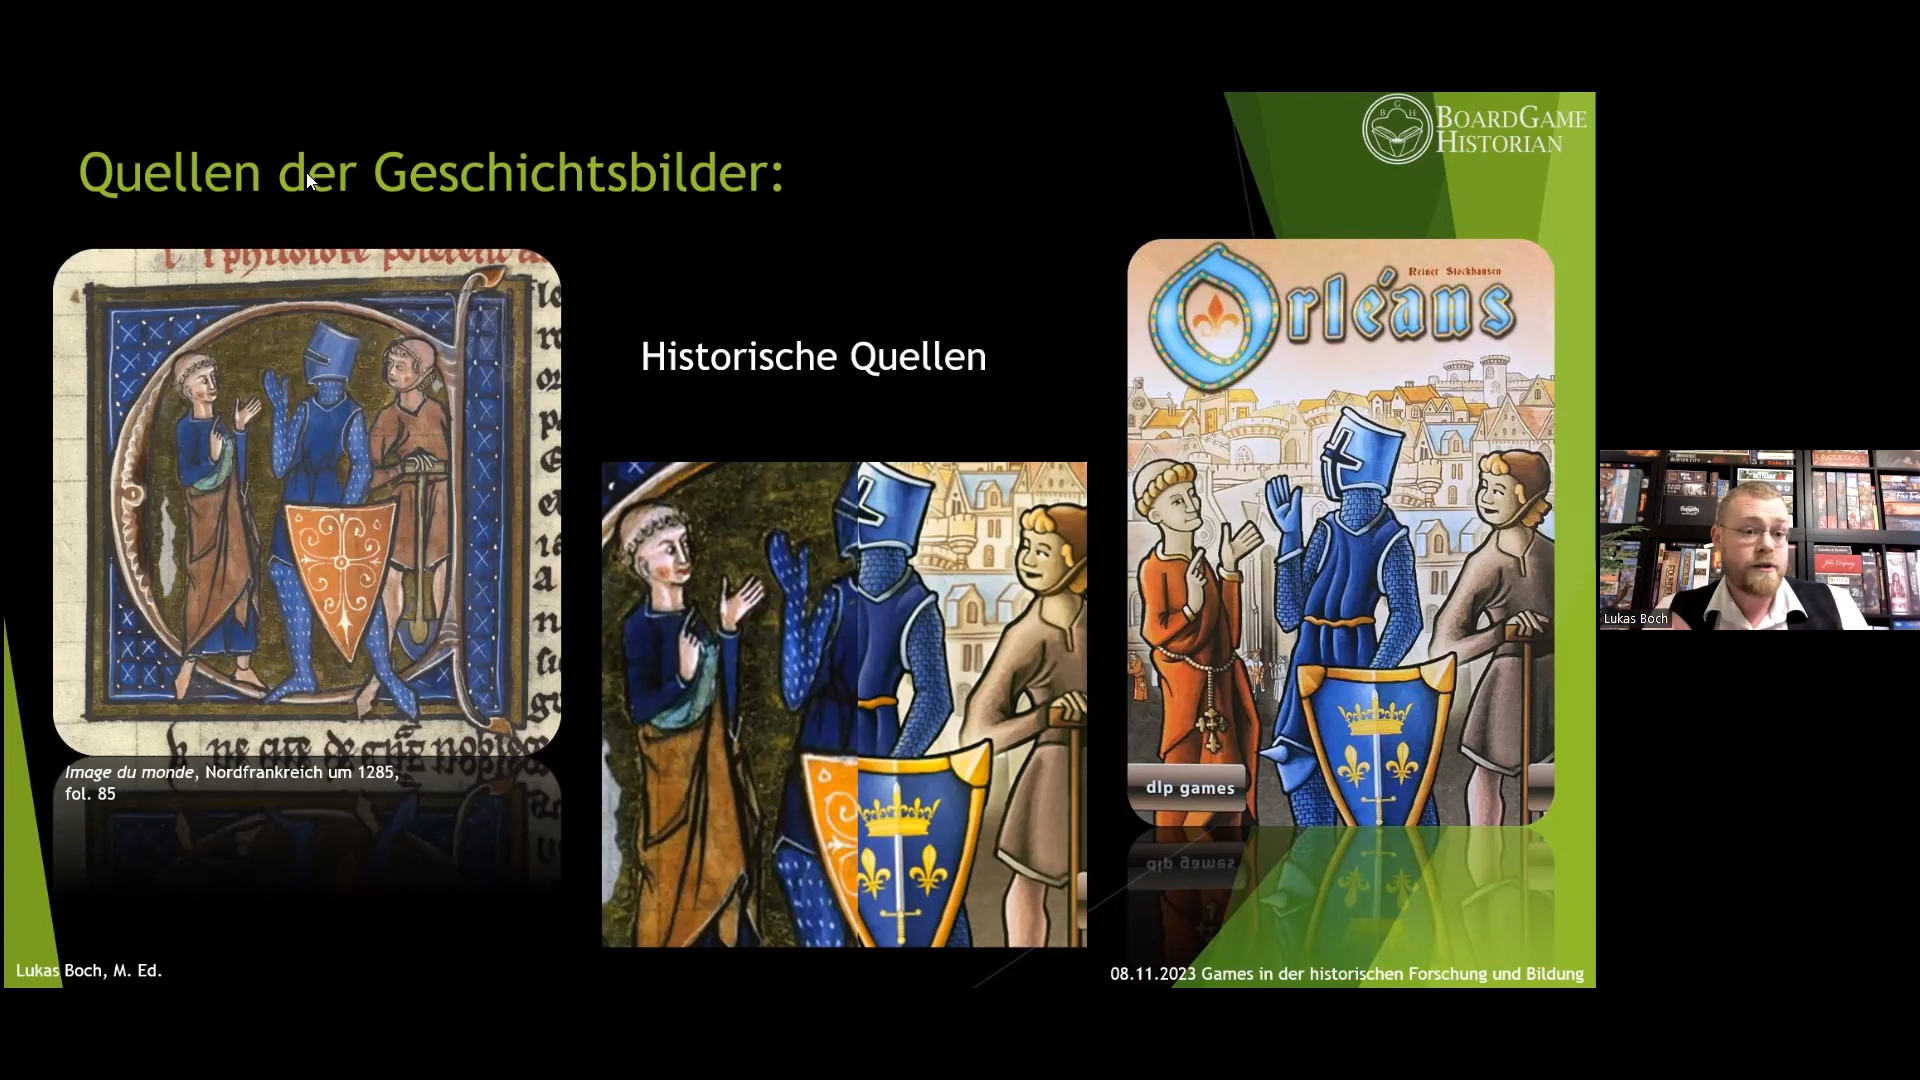 BOARDGAME
HISTORIAN
Quellen der Geschichtsbilder:
Historische Quellen
Reiner Stockhausen
Orléans
dlp games
Image du monde, Nordfrankreich um 1285,
fol. 85
Lukas Boch, M. Ed.
08.11.2023 Games in der historischen Forschung und Bildung
Lukas Boch